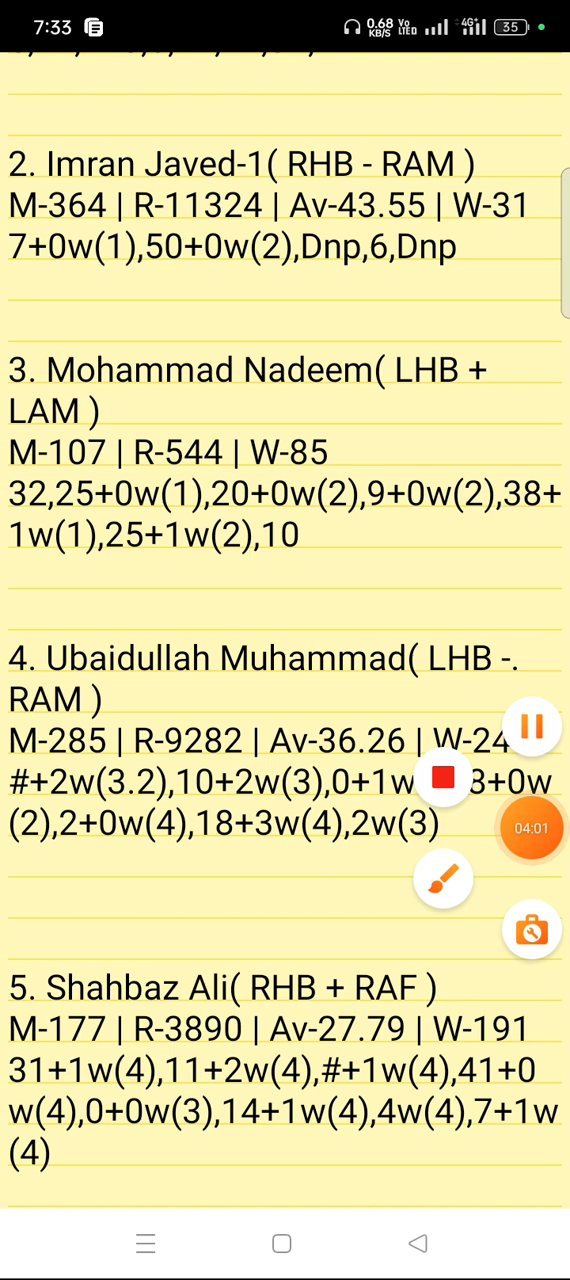 7:33
0.68 KB/S Vo LTED 4G+ 35
2. Imran Javed-1( RHB - RAM )
M-364 | R-11324 | Av-43.55 | W-31
7+0w(1),50+0w(2),Dnp,6,Dnp
3. Mohammad Nadeem( LHB +
LAM )
M-107 | R-544 | W-85
32,25+0w(1),20+0w(2),9+0w(2),38+
1w(1),25+1w(2),10
4. Ubaidullah Muhammad( LHB -.
RAM )
M-285 | R-9282 | Av-36.26 | W-24
#+2w(3.2),10+2w(3),0+1w 8+0w
(2),2+0w(4),18+3w(4),2w(3)
04:01
5. Shahbaz Ali( RHB + RAF )
M-177 | R-3890 | Av-27.79 | W-191
31+1w(4),11+2w(4),#+1w(4),41+0
w(4),0+0w(3),14+1w(4),4w(4),7+1w
(4)